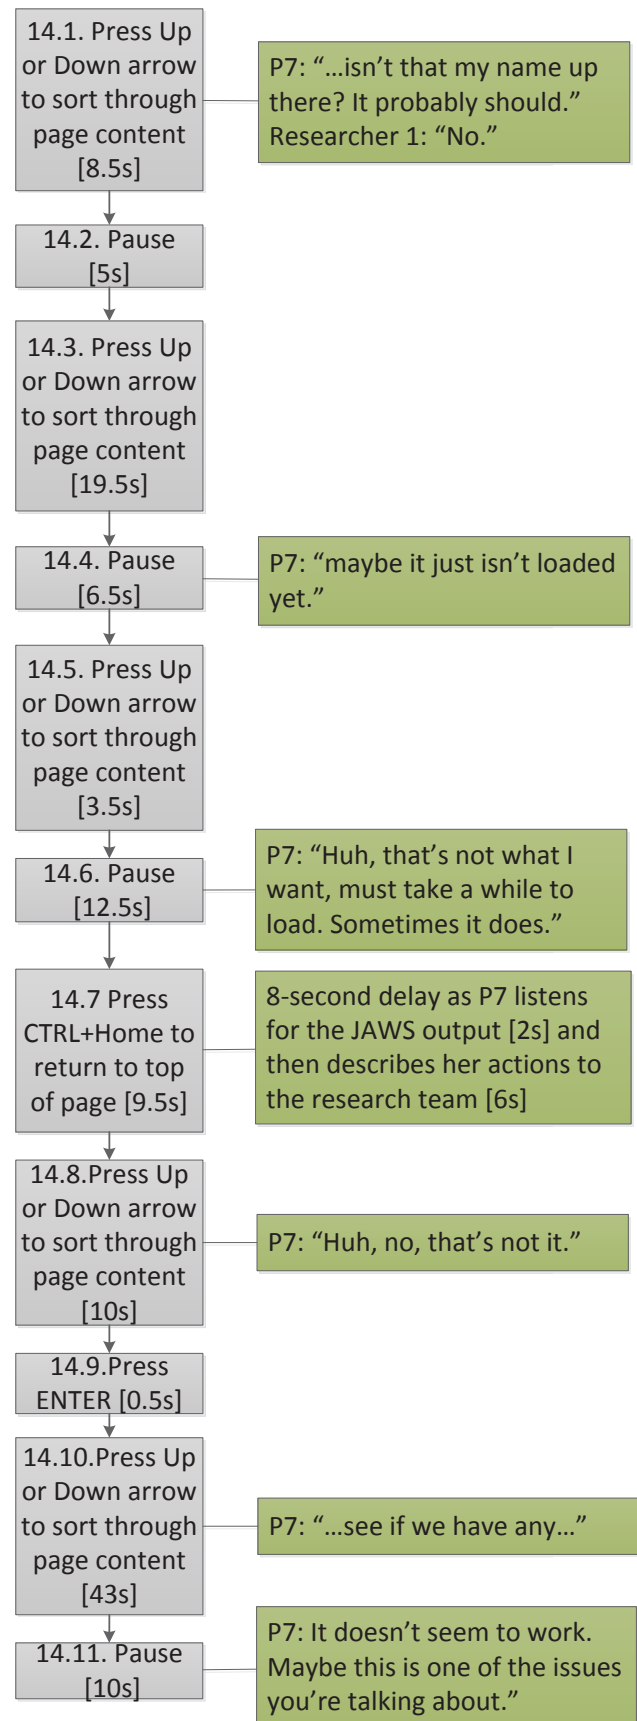 14.1. Press Up
or Down arrow
to sort through
page content
[8.5s]
P7: “…isn’t that my name up
there? It probably should.”
Researcher 1: “No.”
14.2. Pause
[5s]
14.3. Press Up
or Down arrow
to sort through
page content
[19.5s]
14.4. Pause
[6.5s]
P7: “maybe it just isn’t loaded
yet.”
14.5. Press Up
or Down arrow
to sort through
page content
[3.5s]
14.6. Pause
[12.5s]
P7: “Huh, that’s not what I
want, must take a while to
load. Sometimes it does.”
14.7 Press
CTRL+Home to
return to top
of page [9.5s]
8-second delay as P7 listens
for the JAWS output [2s] and
then describes her actions to
the research team [6s]
14.8.Press Up
or Down arrow
to sort through
page content
[10s]
P7: “Huh, no, that’s not it.”
14.9.Press
ENTER [0.5s]
14.10.Press Up
or Down arrow
to sort through
page content
[43s]
P7: “…see if we have any…”
14.11. Pause
[10s]
P7: It doesn’t seem to work.
Maybe this is one of the issues
you’re talking about.”